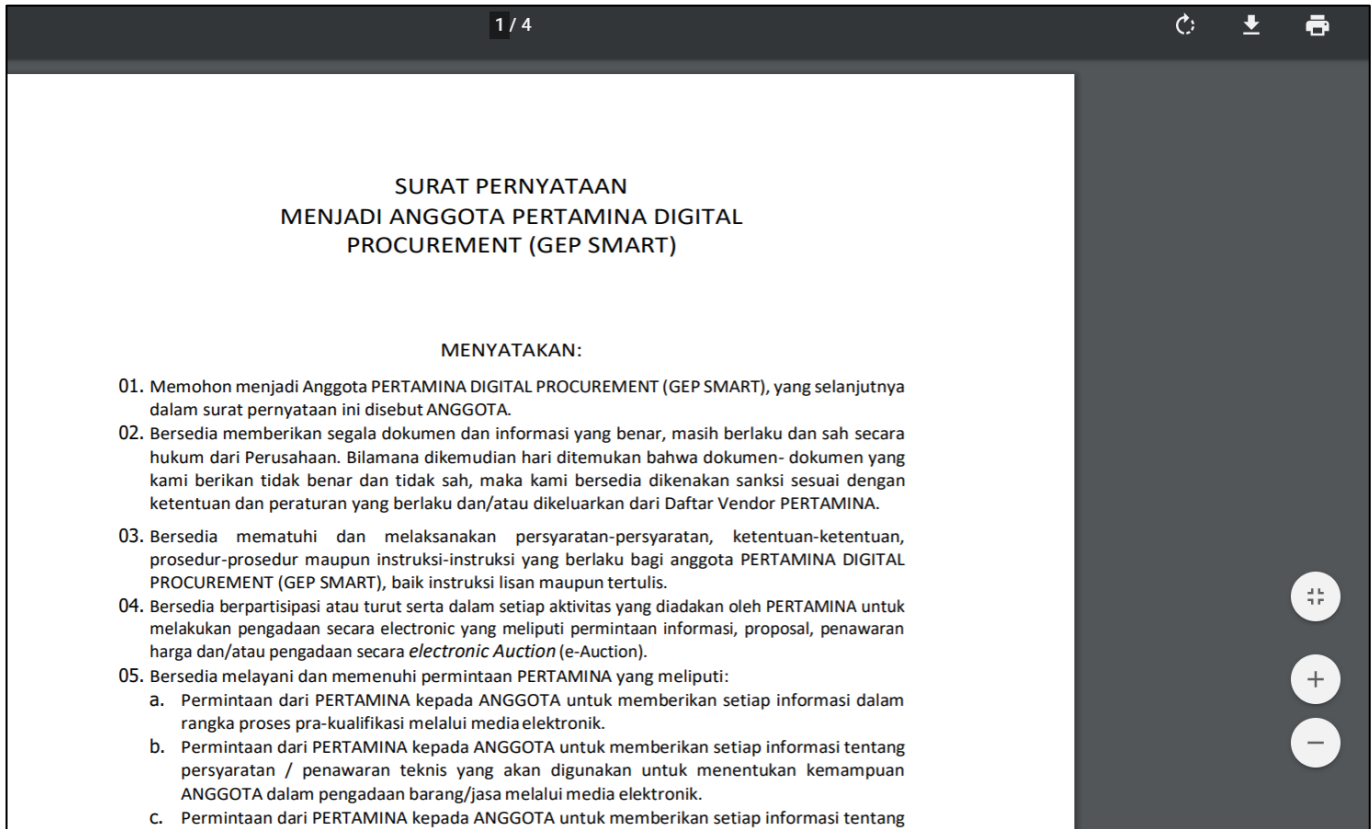 1 / 4
SURAT PERNYATAAN
MENJADI ANGGOTA PERTAMINA DIGITAL
PROCUREMENT (GEP SMART)
MENYATAKAN:
01. Memohon menjadi Anggota PERTAMINA DIGITAL PROCUREMENT (GEP SMART), yang selanjutnya
dalam surat pernyataan ini disebut ANGGOTA.
02. Bersedia memberikan segala dokumen dan informasi yang benar, masih berlaku dan sah secara
hukum dari Perusahaan. Bilamana dikemudian hari ditemukan bahwa dokumen- dokumen yang
kami berikan tidak benar dan tidak sah, maka kami bersedia dikenakan sanksi sesuai dengan
ketentuan dan peraturan yang berlaku dan/atau dikeluarkan dari Daftar Vendor PERTAMINA.
03. Bersedia mematuhi dan melaksanakan persyaratan-persyaratan, ketentuan-ketentuan,
prosedur-prosedur maupun instruksi-instruksi yang berlaku bagi anggota PERTAMINA DIGITAL
PROCUREMENT (GEP SMART), baik instruksi lisan maupun tertulis.
04. Bersedia berpartisipasi atau turut serta dalam setiap aktivitas yang diadakan oleh PERTAMINA untuk
melakukan pengadaan secara electronic yang meliputi permintaan informasi, proposal, penawaran
harga dan/atau pengadaan secara electronic Auction (e-Auction).
05. Bersedia melayani dan memenuhi permintaan PERTAMINA yang meliputi:
a. Permintaan dari PERTAMINA kepada ANGGOTA untuk memberikan setiap informasi dalam
rangka proses pra-kualifikasi melalui media elektronik.
b. Permintaan dari PERTAMINA kepada ANGGOTA untuk memberikan setiap informasi tentang
persyaratan / penawaran teknis yang akan digunakan untuk menentukan kemampuan
ANGGOTA dalam pengadaan barang/jasa melalui media elektronik.
c. Permintaan dari PERTAMINA kepada ANGGOTA untuk memberikan setiap informasi tentang